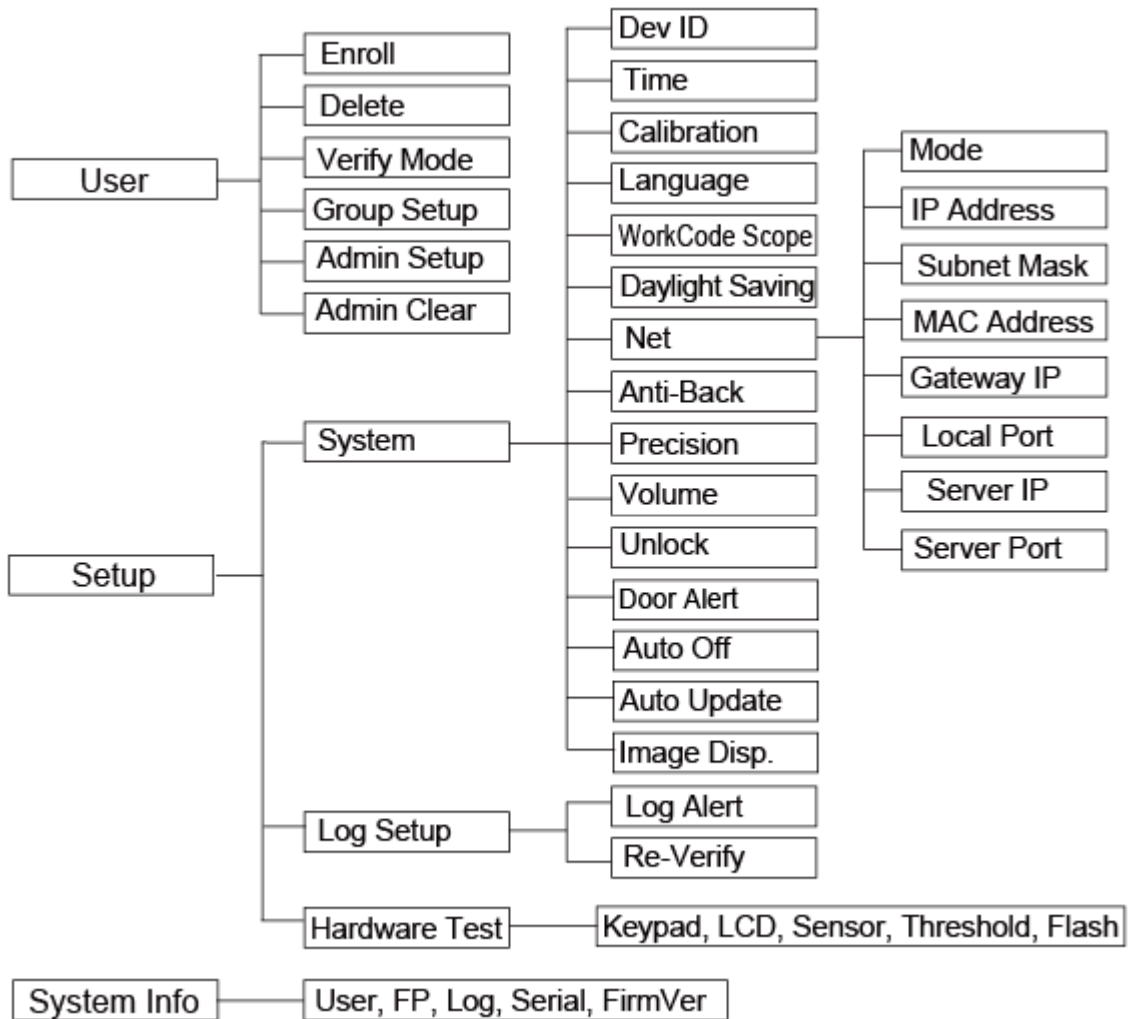 User
Enroll
Delete
Verify Mode
Group Setup
Admin Setup
Admin Clear
Setup
System
Dev ID
Time
Calibration
Language
WorkCode Scope
Daylight Saving
Net
Mode
IP Address
Subnet Mask
MAC Address
Gateway IP
Local Port
Server IP
Server Port
Anti-Back
Precision
Volume
Unlock
Door Alert
Auto Off
Auto Update
Image Disp.
Log Setup
Log Alert
Re-Verify
Hardware Test
Keypad, LCD, Sensor, Threshold, Flash
System Info
User, FP, Log, Serial, FirmVer